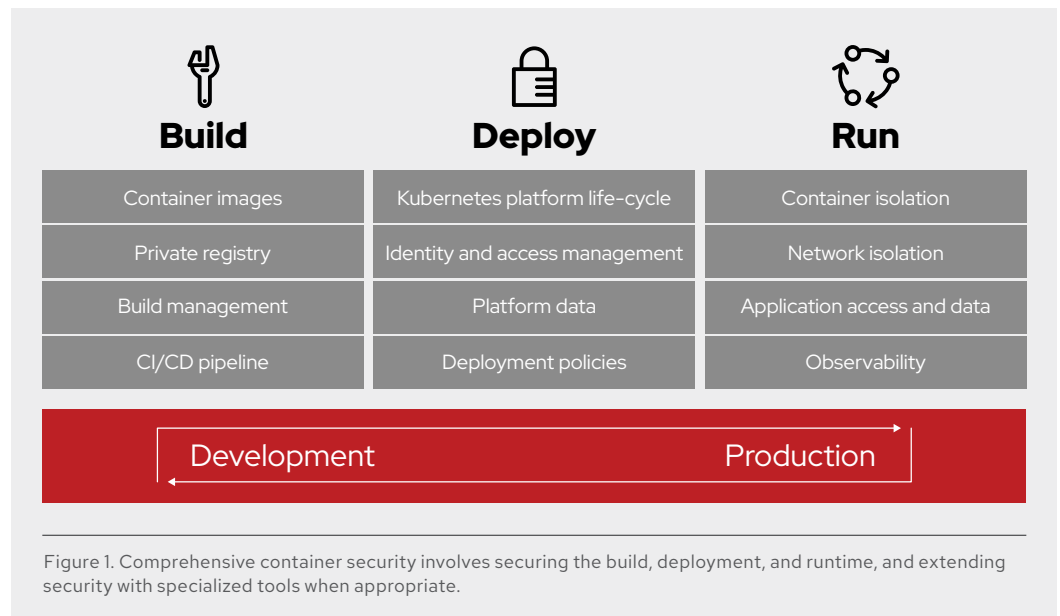 Build
Deploy
Run
Container images
Kubernetes platform life-cycle
Container isolation
Private registry
Identity and access management
Network isolation
Build management
Platform data
Application access and data
CI/CD pipeline
Deployment policies
Observability
Development
Production
Figure 1. Comprehensive container security involves securing the build, deployment, and runtime, and extending
security with specialized tools when appropriate.